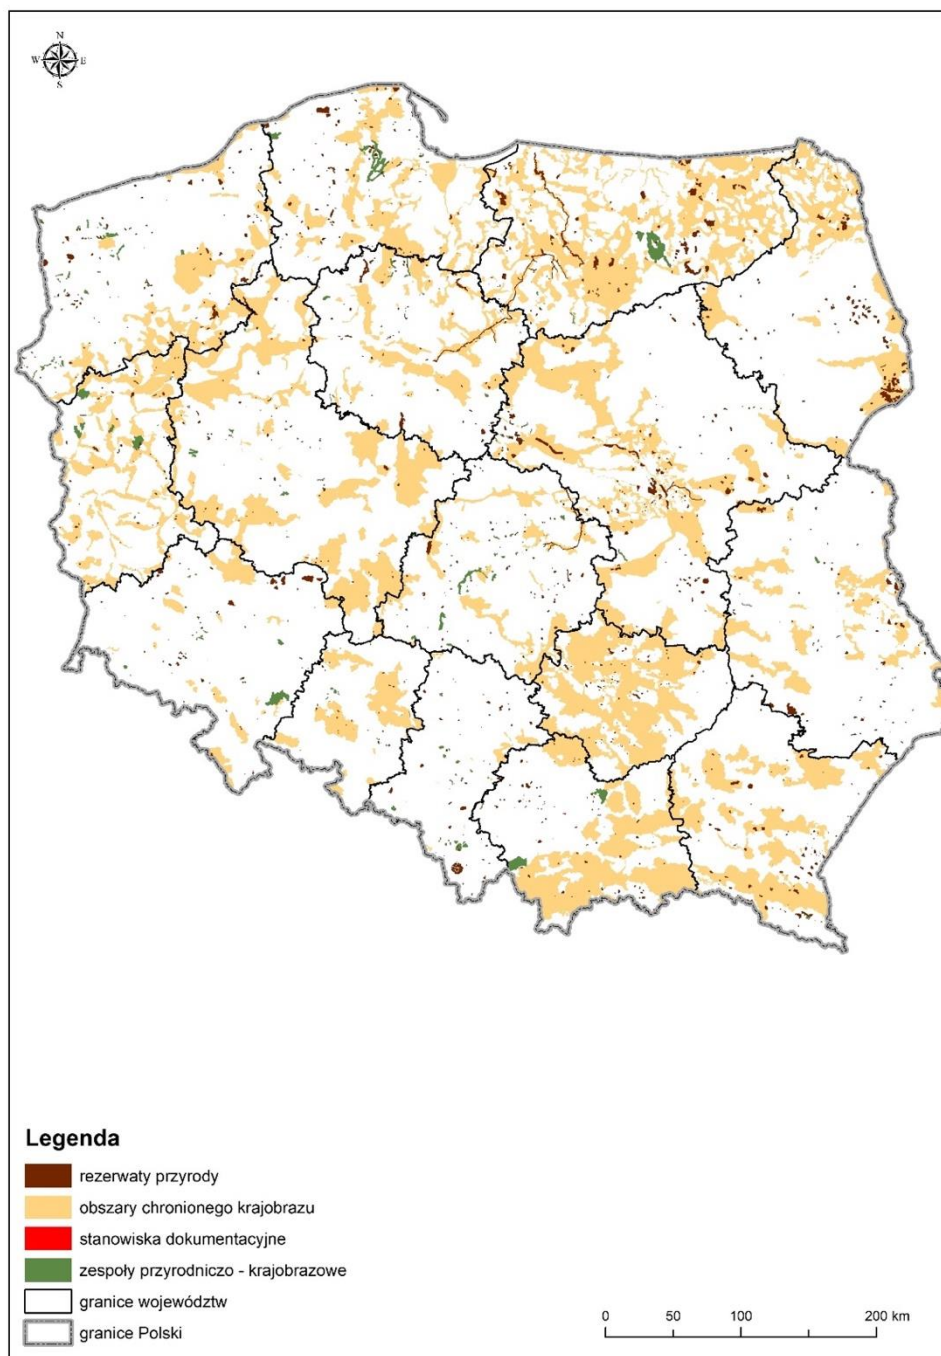 N
W E
S
Legenda
rezerwaty przyrody
obszary chronionego krajobrazu
stanowiska dokumentacyjne
zespoły przyrodniczo - krajobrazowe
granice województw
granice Polski
0 50 100 200 km